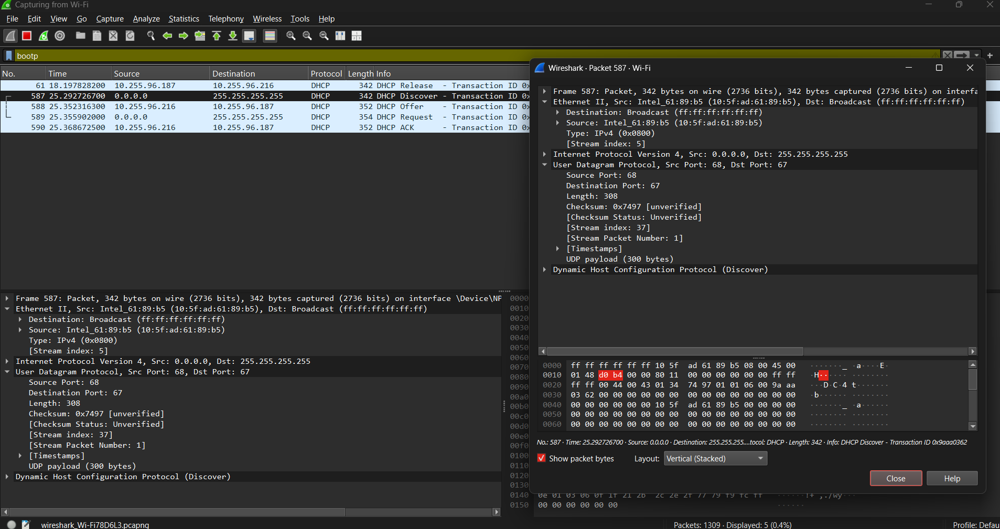 Capturing from Wi-Fi
File Edit View Go Capture Analyze Statistics Telephony Wireless Tools Help
bootp
No. Time Source Destination Protocol Length Info
61 18.197828200 10.255.96.187 10.255.96.216 DHCP 342 DHCP Release - Transaction ID 0x
587 25.292726700 0.0.0.0 255.255.255.255 DHCP 342 DHCP Discover - Transaction ID 0x
588 25.352316300 10.255.96.216 10.255.96.187 DHCP 352 DHCP Offer - Transaction ID 0x
589 25.355902000 0.0.0.0 255.255.255.255 DHCP 354 DHCP Request - Transaction ID 0x
590 25.368672500 10.255.96.216 10.255.96.187 DHCP 352 DHCP ACK - Transaction ID 0x
Frame 587: Packet, 342 bytes on wire (2736 bits), 342 bytes captured (2736 bits) on interface \Device\NP
Ethernet II, Src: Intel_61:89:b5 (10:5f:ad:61:89:b5), Dst: Broadcast (ff:ff:ff:ff:ff:ff)
Destination: Broadcast (ff:ff:ff:ff:ff:ff)
Source: Intel_61:89:b5 (10:5f:ad:61:89:b5)
Type: IPv4 (0x0800)
[Stream index: 5]
Internet Protocol Version 4, Src: 0.0.0.0, Dst: 255.255.255.255
User Datagram Protocol, Src Port: 68, Dst Port: 67
Source Port: 68
Destination Port: 67
Length: 308
Checksum: 0x7497 [unverified]
[Checksum Status: Unverified]
[Stream index: 37]
[Stream Packet Number: 1]
[Timestamps]
UDP payload (300 bytes)
Dynamic Host Configuration Protocol (Discover)
0000
0010
0020
0030
0040
0050
0060
0070
0080
0090
00a0
00b0
00c0
00d0
00e0
00f0
0100
0110
0120
0130
0140 0e 01 03 06 0f 1f 21 2b 2c 2e 2f 77 79 f9 fc ff ······!+ ,./wy···
0150 00 00 00 00 00 00 ······
Wireshark · Packet 587 · Wi-Fi
Frame 587: Packet, 342 bytes on wire (2736 bits), 342 bytes captured (2736 bits) on interfa
Ethernet II, Src: Intel_61:89:b5 (10:5f:ad:61:89:b5), Dst: Broadcast (ff:ff:ff:ff:ff:ff)
Destination: Broadcast (ff:ff:ff:ff:ff:ff)
Source: Intel_61:89:b5 (10:5f:ad:61:89:b5)
Type: IPv4 (0x0800)
[Stream index: 5]
Internet Protocol Version 4, Src: 0.0.0.0, Dst: 255.255.255.255
User Datagram Protocol, Src Port: 68, Dst Port: 67
Source Port: 68
Destination Port: 67
Length: 308
Checksum: 0x7497 [unverified]
[Checksum Status: Unverified]
[Stream index: 37]
[Stream Packet Number: 1]
[Timestamps]
UDP payload (300 bytes)
Dynamic Host Configuration Protocol (Discover)
0000 ff ff ff ff ff ff 10 5f ad 61 89 b5 08 00 45 00 ·······_ ·a····E·
0010 01 48 d0 b4 00 00 80 11 00 00 00 00 00 00 ff ff ·H······ ········
0020 ff ff 00 44 00 43 01 34 74 97 01 01 06 00 9a aa ···D·C·4 t·······
0030 03 62 00 00 00 00 00 00 00 00 00 00 00 00 00 00 ·b······ ········
0040 00 00 00 00 00 00 10 5f ad 61 89 b5 00 00 00 00 ·······_ ·a······
0050 00 00 00 00 00 00 00 00 00 00 00 00 00 00 00 00 ········ ········
0060 00 00 00 00 00 00 00 00 00 00 00 00 00 00 00 00 ········ ········
No.: 587 · Time: 25.292726700 · Source: 0.0.0.0 · Destination: 255.255.255....tocol: DHCP · Length: 342 · Info: DHCP Discover - Transaction ID 0x9aaa0362
Show packet bytes Layout: Vertical (Stacked)
Close Help
wireshark_Wi-Fi78D6L3.pcapng Packets: 1309 · Displayed: 5 (0.4%) Profile: Defau